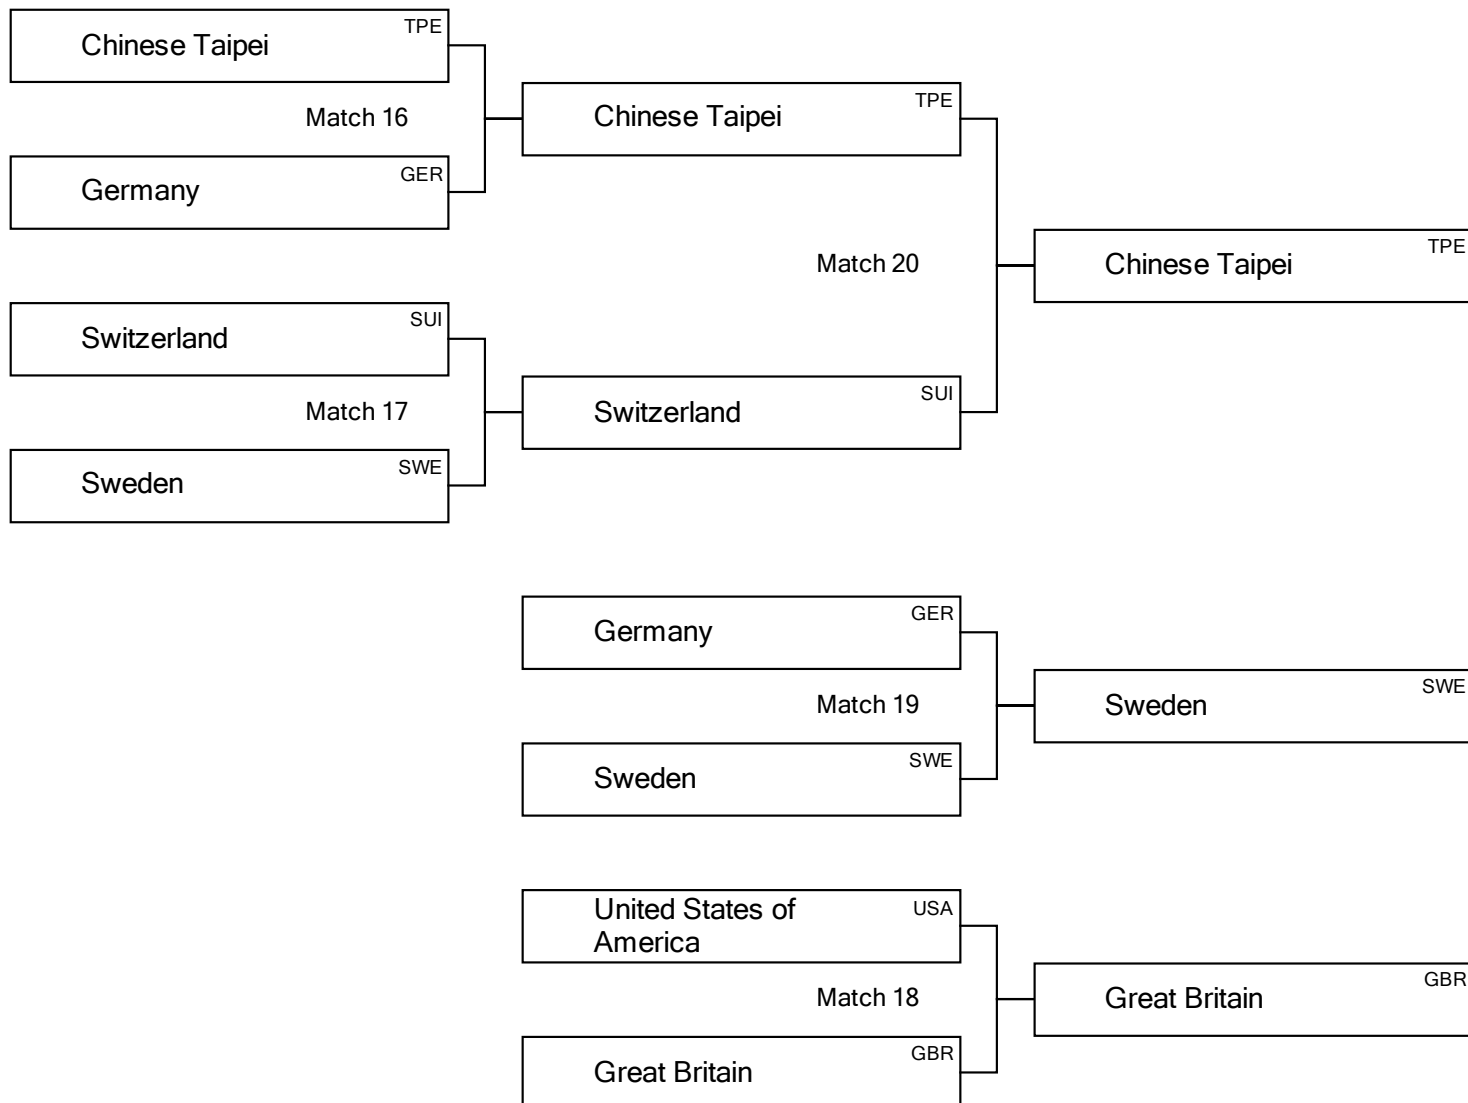 TPE
Chinese Taipei
Match 16
GER
Germany
TPE
Chinese Taipei
SUI
Switzerland
Match 17
SWE
Sweden
SUI
Switzerland
Match 20
TPE
Chinese Taipei
GER
Germany
Match 19
SWE
Sweden
SWE
Sweden
USA
United States of
America
Match 18
GBR
Great Britain
GBR
Great Britain